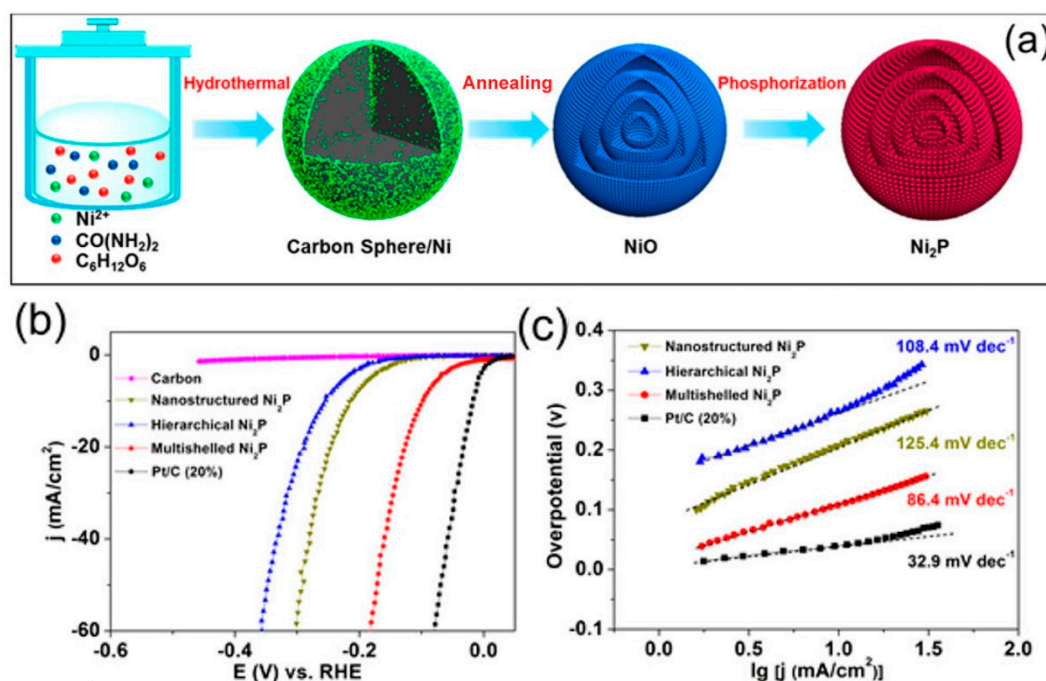 (a)
Hydrothermal
Annealing
Phosphorization
Ni²⁺
CO(NH₂)₂
C₆H₁₂O₆
Carbon Sphere/Ni
NiO
Ni₂P
(b)
0
-20
-40
-60
j (mA/cm²)
Carbon
Nanostructured Ni₂P
Hierarchical Ni₂P
Multishelled Ni₂P
Pt/C (20%)
-0.6
-0.4
-0.2
0.0
E (V) vs. RHE
(c)
0.4
0.3
0.2
0.1
0.0
-0.1
Overpotential (v)
Nanostructured Ni₂P
Hierarchical Ni₂P
Multishelled Ni₂P
Pt/C (20%)
108.4 mV dec⁻¹
125.4 mV dec⁻¹
86.4 mV dec⁻¹
32.9 mV dec⁻¹
0.0
0.5
1.0
1.5
2.0
lg [j (mA/cm²)]